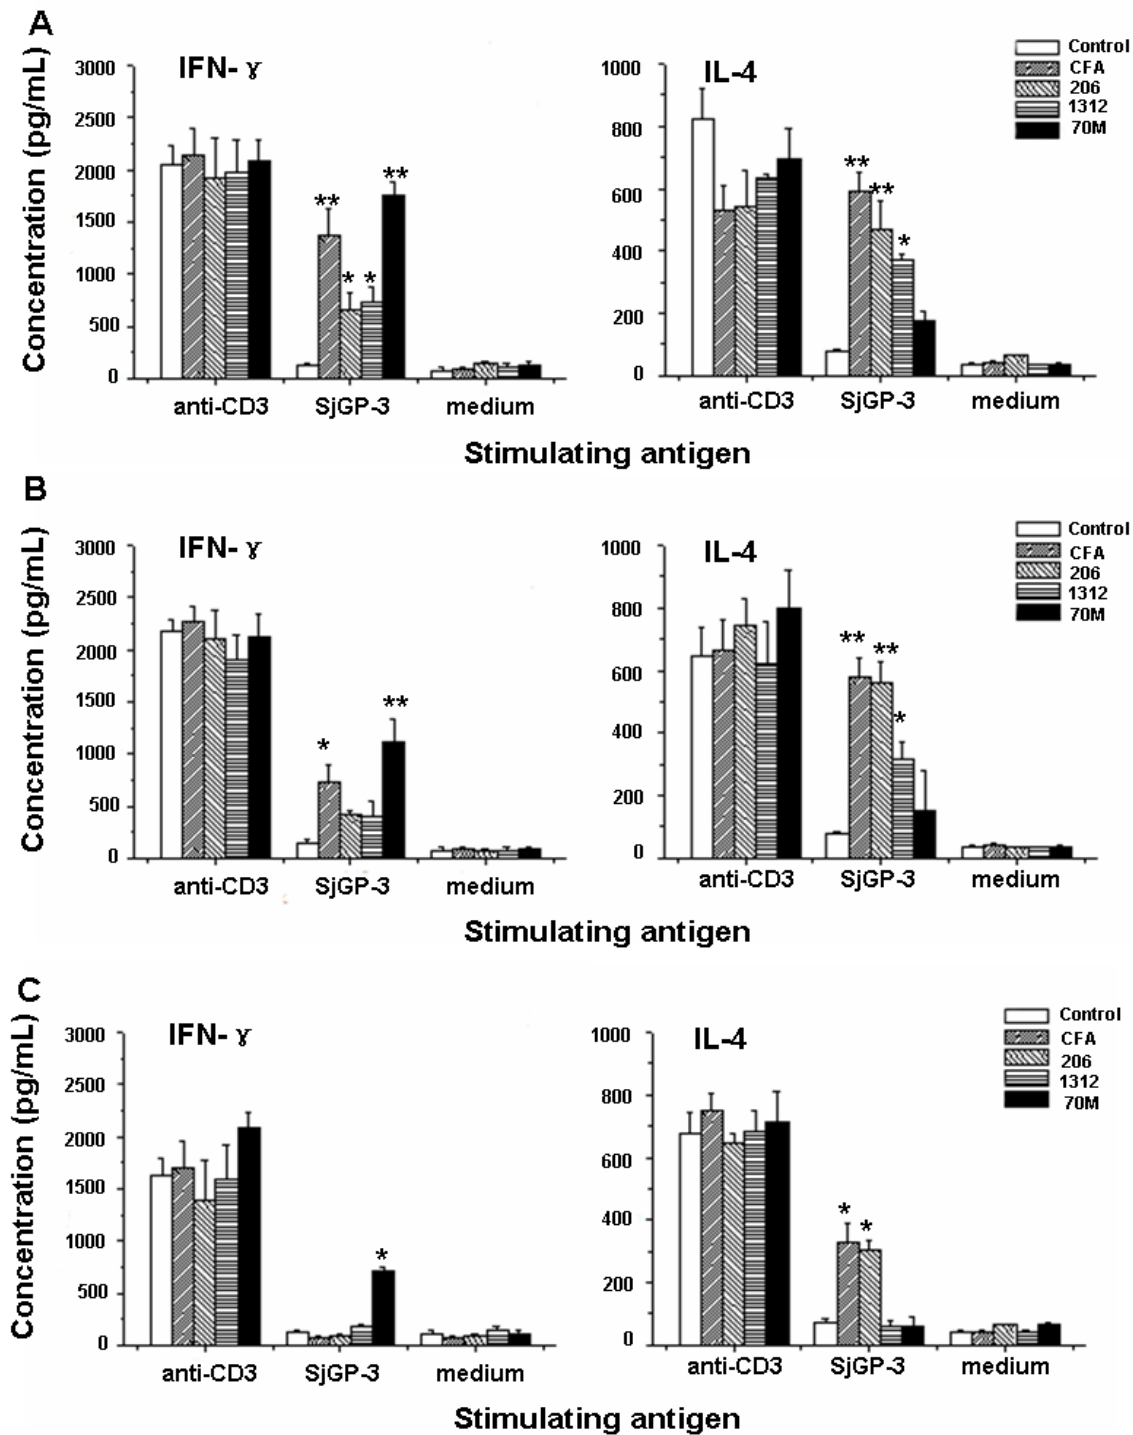 A
IFN-γ
IL-4
Control
CFA
206
1312
70M
Concentration (pg/mL)
3000
2500
2000
1500
1000
500
0
1000
800
600
400
200
0
** * * **
** ** *
anti-CD3 SjGP-3 medium
anti-CD3 SjGP-3 medium
Stimulating antigen
B
IFN-γ
IL-4
Control
CFA
206
1312
70M
Concentration (pg/mL)
3000
2500
2000
1500
1000
500
0
1000
800
600
400
200
0
* **
** ** *
anti-CD3 SjGP-3 medium
anti-CD3 SjGP-3 medium
Stimulating antigen
C
IFN-γ
IL-4
Control
CFA
206
1312
70M
Concentration (pg/mL)
3000
2500
2000
1500
1000
500
0
1000
800
600
400
200
0
*
* *
anti-CD3 SjGP-3 medium
anti-CD3 SjGP-3 medium
Stimulating antigen